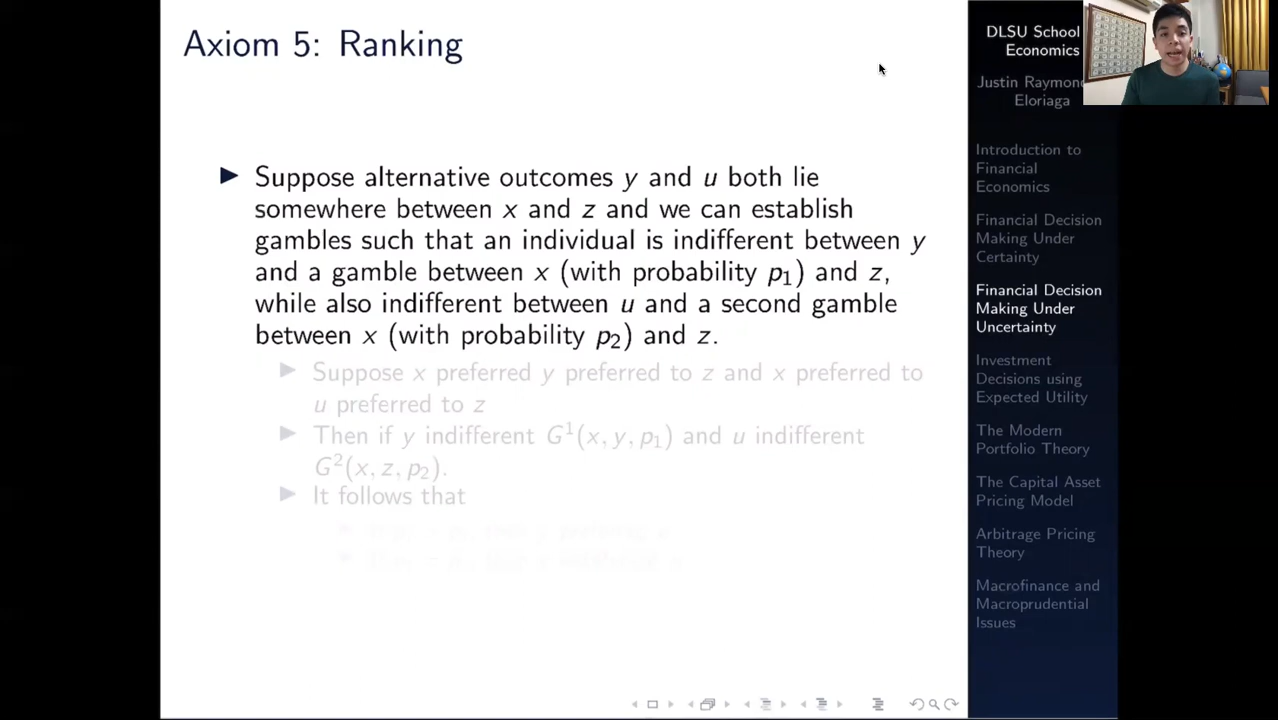 Axiom 5: Ranking
Suppose alternative outcomes y and u both lie
somewhere between x and z and we can establish
gambles such that an individual is indifferent between y
and a gamble between x (with probability p₁) and z,
while also indifferent between u and a second gamble
between x (with probability p₂) and z.
Suppose x preferred y preferred to z and x preferred to
u preferred to z
Then if y indifferent G¹(x, y, p₁) and u indifferent
G²(x, z, p₂).
It follows that
DLSU School
Economics
Justin Raymon
Eloriaga
Introduction to
Financial
Economics
Financial Decision
Making Under
Certainty
Financial Decision
Making Under
Uncertainty
Investment
Decisions using
Expected Utility
The Modern
Portfolio Theory
The Capital Asset
Pricing Model
Arbitrage Pricing
Theory
Macrofinance and
Macroprudential
Issues